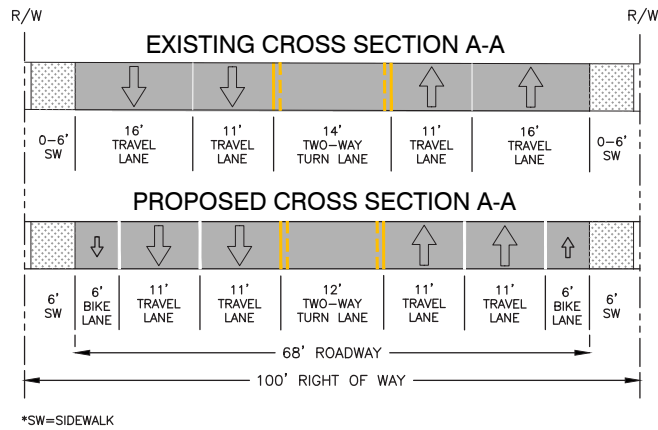 R/W R/W
EXISTING CROSS SECTION A-A
0-6' SW
16' TRAVEL LANE
11' TRAVEL LANE
14' TWO-WAY TURN LANE
11' TRAVEL LANE
16' TRAVEL LANE
0-6' SW
PROPOSED CROSS SECTION A-A
6' SW
6' BIKE LANE
11' TRAVEL LANE
11' TRAVEL LANE
12' TWO-WAY TURN LANE
11' TRAVEL LANE
11' TRAVEL LANE
6' BIKE LANE
6' SW
68' ROADWAY
100' RIGHT OF WAY
*SW=SIDEWALK